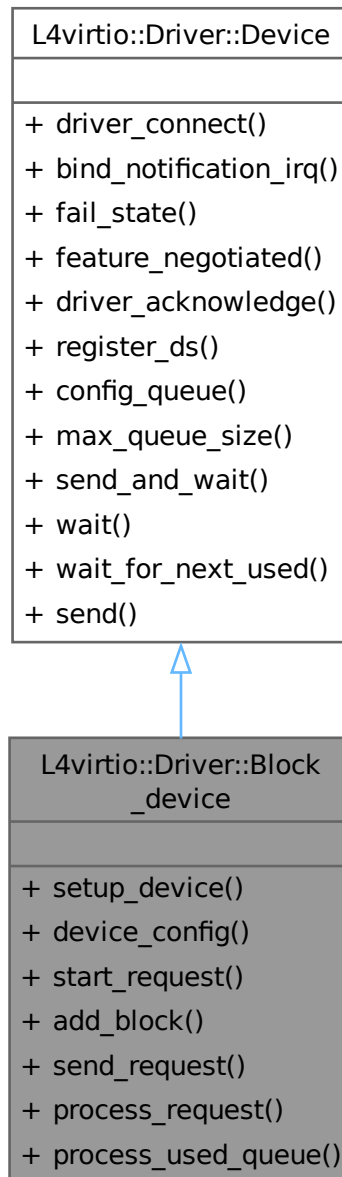 L4virtio::Driver::Device
+ driver_connect()
+ bind_notification_irq()
+ fail_state()
+ feature_negotiated()
+ driver_acknowledge()
+ register_ds()
+ config_queue()
+ max_queue_size()
+ send_and_wait()
+ wait()
+ wait_for_next_used()
+ send()
L4virtio::Driver::Block
_device
+ setup_device()
+ device_config()
+ start_request()
+ add_block()
+ send_request()
+ process_request()
+ process_used_queue()